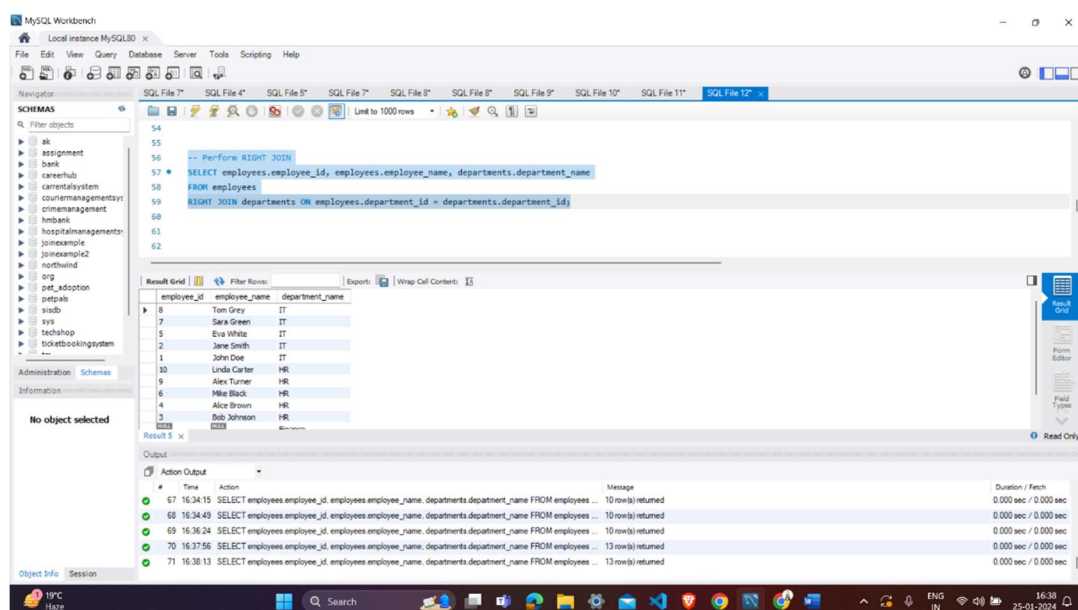 MySQL Workbench
Local instance MySQL80 ×
File Edit View Query Database Server Tools Scripting Help
Navigator
SCHEMAS
Filter objects
ak
assignment
bank
careerhub
carrentalsystem
couriermanagementsyst
crimemanagement
hmbank
hospitalmanagements
joinexample
joinexample2
northwind
org
pet_adoption
petpals
sisdb
sys
techshop
ticketbookingsystem
Administration Schemas
Information
No object selected
Object Info Session
SQL File 7* SQL File 4* SQL File 5* SQL File 7* SQL File 8* SQL File 8* SQL File 9* SQL File 10* SQL File 11* SQL File 12* ×
Limit to 1000 rows
54
55
56 -- Perform RIGHT JOIN
57 SELECT employees.employee_id, employees.employee_name, departments.department_name
58 FROM employees
59 RIGHT JOIN departments ON employees.department_id = departments.department_id;
60
61
62
Result Grid Filter Rows: Export: Wrap Cell Content:
employee_id employee_name department_name
8 Tom Grey IT
7 Sara Green IT
5 Eva White IT
2 Jane Smith IT
1 John Doe IT
10 Linda Carter HR
9 Alex Turner HR
6 Mike Black HR
4 Alice Brown HR
3 Bob Johnson HR
NULL NULL Finance
Result Grid
Form Editor
Field Types
Result 5 × Read Only
Output
Action Output
# Time Action Message Duration / Fetch
67 16:34:15 SELECT employees.employee_id, employees.employee_name, departments.department_name FROM employees ... 10 row(s) returned 0.000 sec / 0.000 sec
68 16:34:49 SELECT employees.employee_id, employees.employee_name, departments.department_name FROM employees ... 10 row(s) returned 0.000 sec / 0.000 sec
69 16:36:24 SELECT employees.employee_id, employees.employee_name, departments.department_name FROM employees ... 10 row(s) returned 0.000 sec / 0.000 sec
70 16:37:56 SELECT employees.employee_id, employees.employee_name, departments.department_name FROM employees ... 13 row(s) returned 0.000 sec / 0.000 sec
71 16:38:13 SELECT employees.employee_id, employees.employee_name, departments.department_name FROM employees ... 13 row(s) returned 0.000 sec / 0.000 sec
1
19°C
Haze
Search
ENG
IN
16:38
25-01-2024